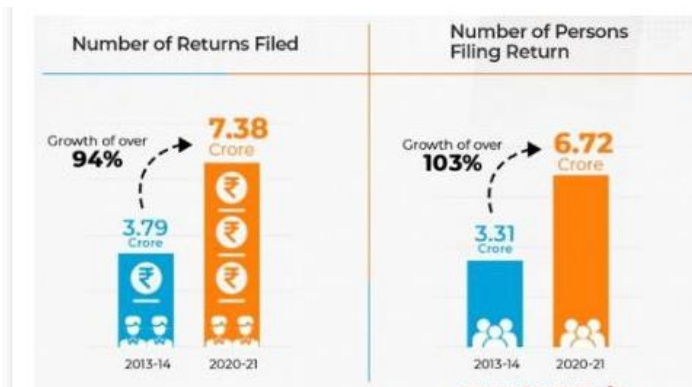 Number of Returns Filed
Growth of over
94%
7.38
Crore
3.79
Crore
₹
₹
₹
₹
2013-14
2020-21
Number of Persons
Filing Return
Growth of over
103%
6.72
Crore
3.31
Crore
2013-14
2020-21